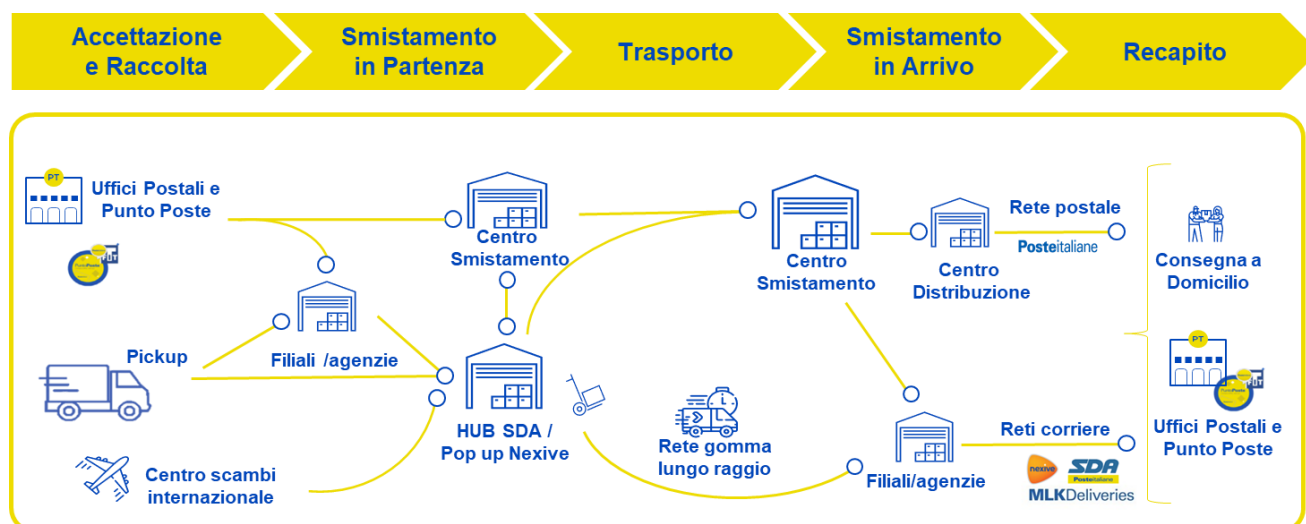 Accettazione
e Raccolta
Smistamento
in Partenza
Trasporto
Smistamento
in Arrivo
Recapito
PT
Uffici Postali e
Punto Poste
Centro
Smistamento
Pickup
Filiali /agenzie
HUB SDA /
Pop up Nexive
Centro scambi
internazionale
Rete gomma
lungo raggio
Centro
Smistamento
Centro
Distribuzione
Rete postale
Posteitaliane
Consegna a
Domicilio
Filiali/agenzie
Reti corriere
nexive
SDA
Posteitaliane
MLKDeliveries
PT
Uffici Postali e
Punto Poste